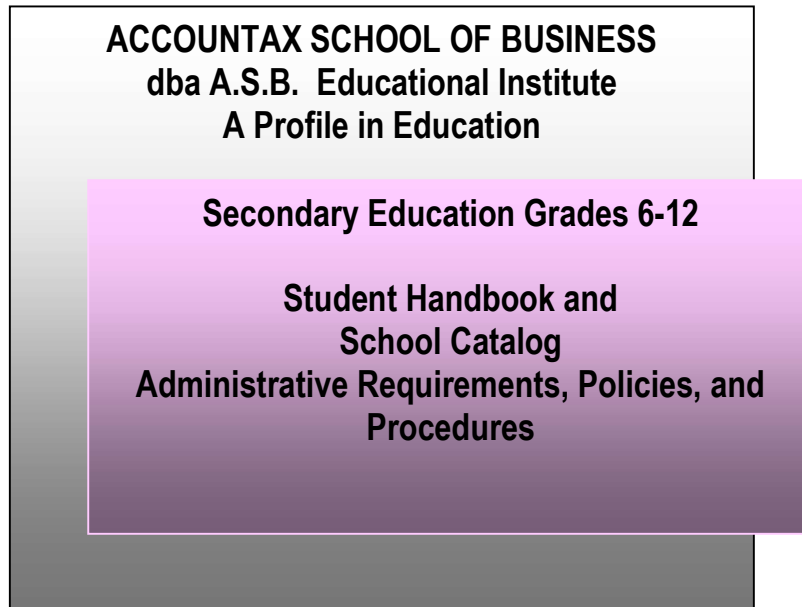 ACCOUNTAX SCHOOL OF BUSINESS
dba A.S.B. Educational Institute
A Profile in Education
Secondary Education Grades 6-12
Student Handbook and
School Catalog
Administrative Requirements, Policies, and
Procedures